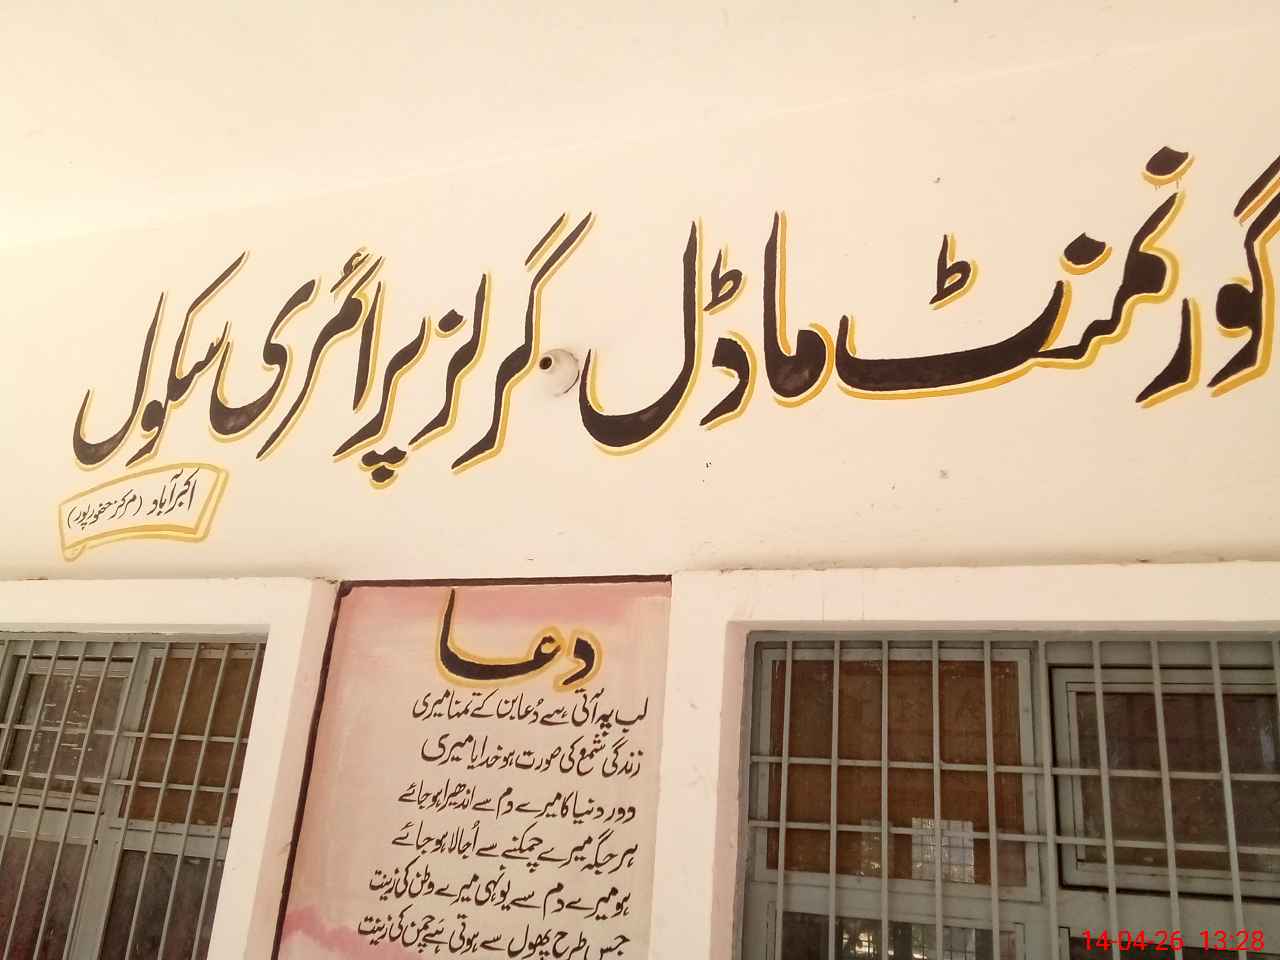 گورنمنٹ ماڈل گرلز پرائمری سکول
اکبر آباد (مرکز حضور پور)
دعا
لب پہ آتی ہے دُعا بن کے تمنا میری
زندگی شمع کی صورت ہو خدایا میری
دور دنیا کا میرے دم سے اندھیرا ہو جائے
ہر جگہ میرے چمکنے سے اُجالا ہو جائے
ہو میرے دم سے یونہی میرے وطن کی زینت
جس طرح پھول سے ہوتی ہے چمن کی زینت
14-04-26 13:28